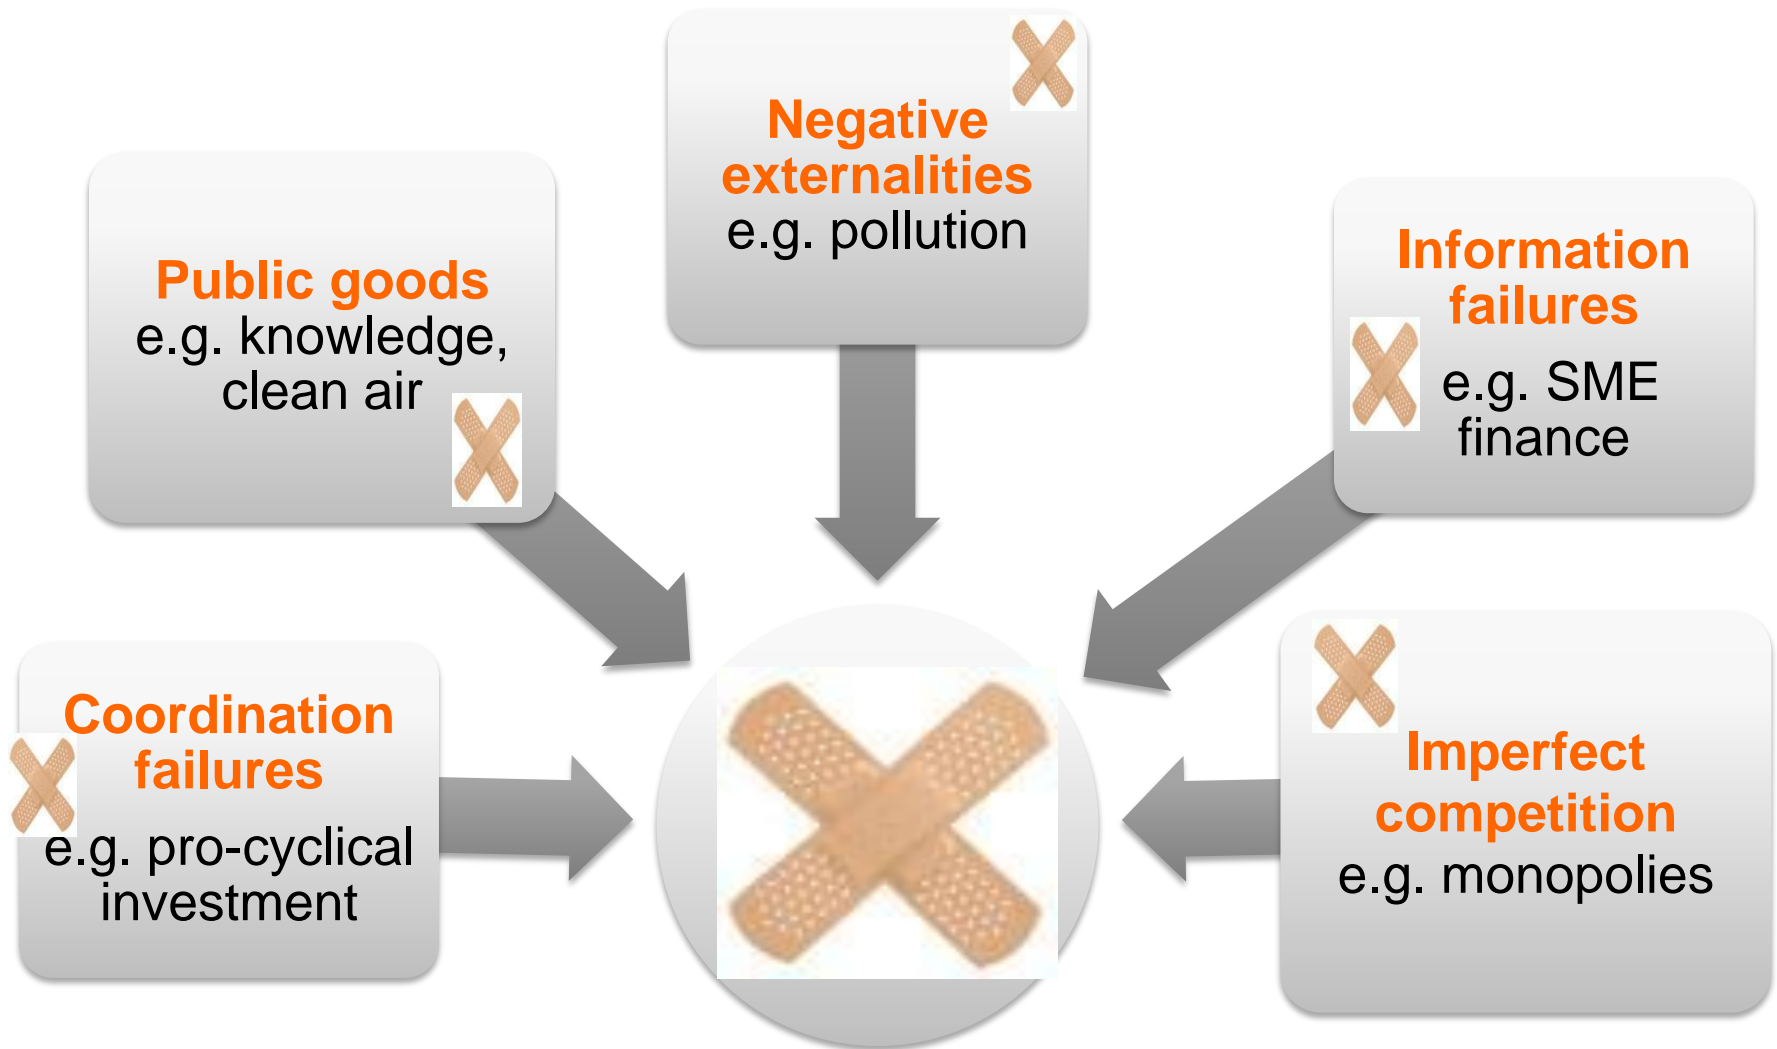 Negative
externalities
e.g. pollution
Public goods
e.g. knowledge,
clean air
Information
failures
e.g. SME
finance
Coordination
failures
e.g. pro-cyclical
investment
Imperfect
competition
e.g. monopolies